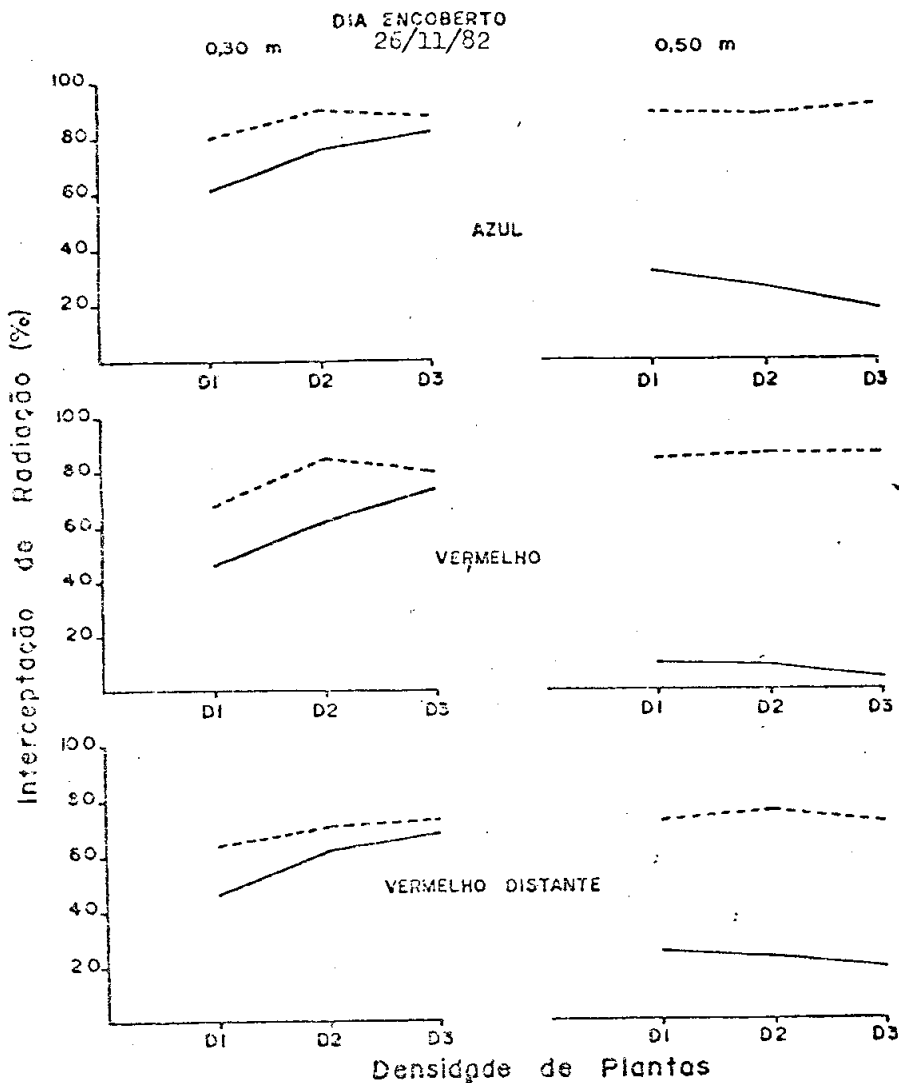 DIA ENCOBERTO
26/11/82
0,30 m
0,50 m
Interceptação de Radiação (%)
100
80
60
40
20
D1 D2 D3
D1 D2 D3
AZUL
100
80
60
40
20
D1 D2 D3
D1 D2 D3
VERMELHO
100
80
60
40
20
D1 D2 D3
D1 D2 D3
VERMELHO DISTANTE
Densidade de Plantas